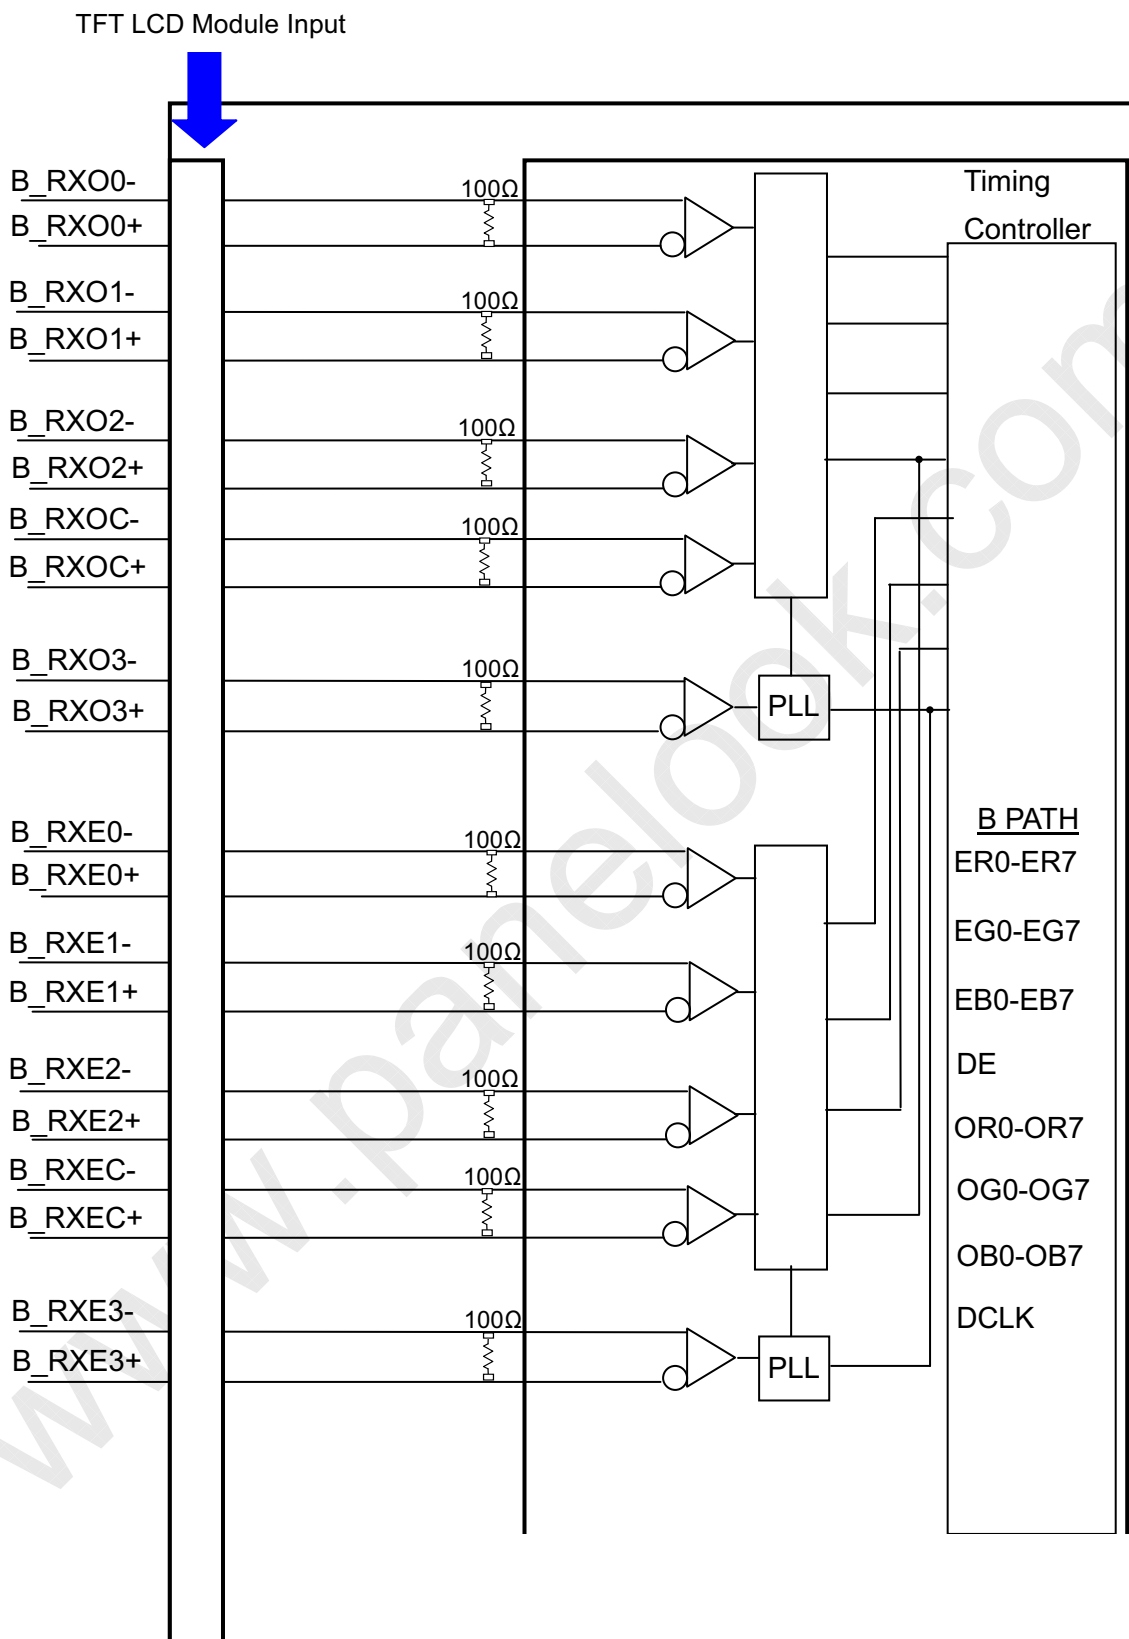 TFT LCD Module Input
B_RXO0-
100Ω
Timing
B_RXO0+
Controller
B_RXO1-
100Ω
B_RXO1+
B_RXO2-
100Ω
B_RXO2+
B_RXOC-
100Ω
B_RXOC+
B_RXO3-
100Ω
B_RXO3+
PLL
B_RXE0-
100Ω
B PATH
B_RXE0+
ER0-ER7
B_RXE1-
100Ω
EG0-EG7
B_RXE1+
EB0-EB7
B_RXE2-
100Ω
DE
B_RXE2+
OR0-OR7
B_RXEC-
100Ω
OG0-OG7
B_RXEC+
OB0-OB7
B_RXE3-
100Ω
DCLK
B_RXE3+
PLL
www.panelook.com